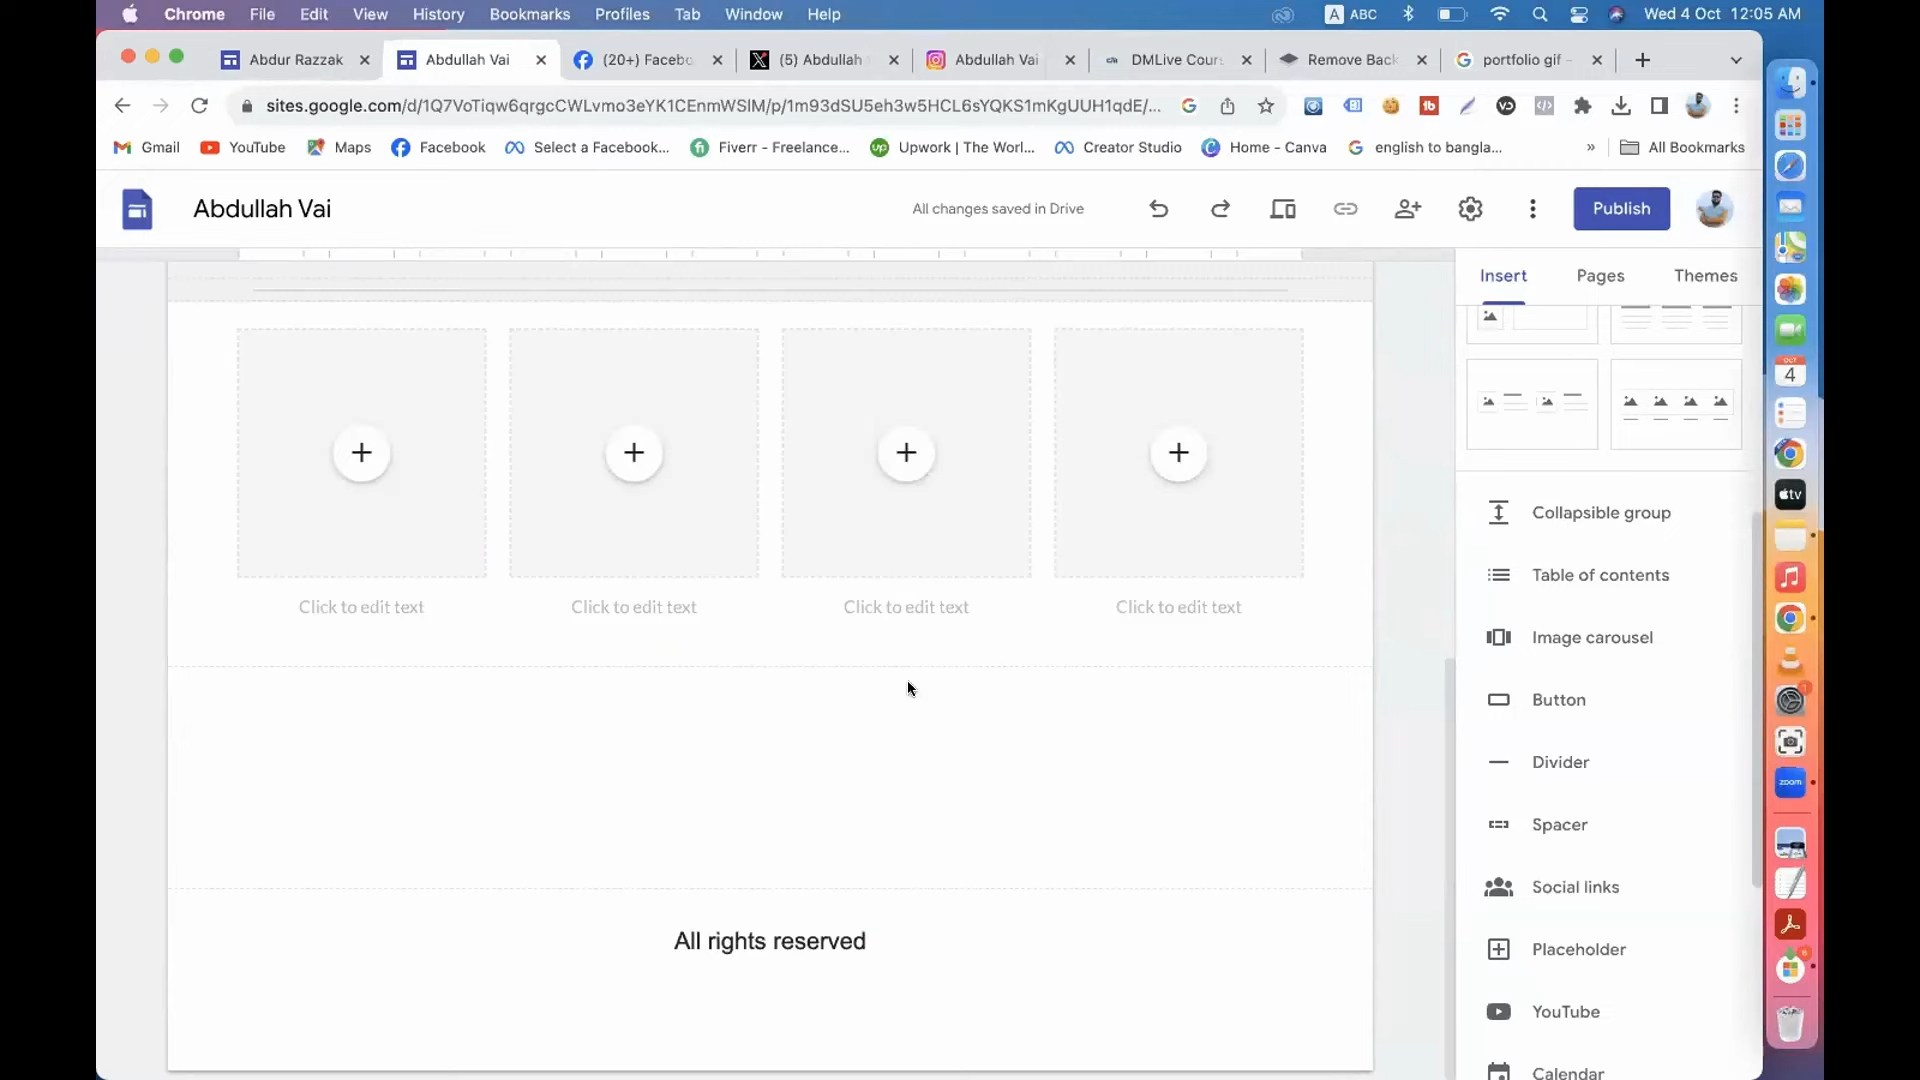 Chrome File Edit View History Bookmarks Profiles Tab Window Help A ABC Wed 4 Oct 12:05 AM
Abdur Razzak (20+) Facebo (5) Abdullah Abdullah Vai DMLive Cour Remove Back portfolio gif -
Abdullah Vai
sites.google.com/d/1Q7VoTiqw6qrgcCWLvmo3eYK1CEnmWSlM/p/1m93dSU5eh3w5HCL6sYQKS1mKgUUH1qdE/...
Gmail YouTube Maps Facebook Select a Facebook... Fiverr - Freelance... Upwork | The Worl... Creator Studio Home - Canva english to bangla... » All Bookmarks
Abdullah Vai All changes saved in Drive Publish
Insert Pages Themes
Click to edit text Click to edit text Click to edit text Click to edit text
All rights reserved
Collapsible group
Table of contents
Image carousel
Button
Divider
Spacer
Social links
Placeholder
YouTube
Calendar
OCT
4
tv
zoom